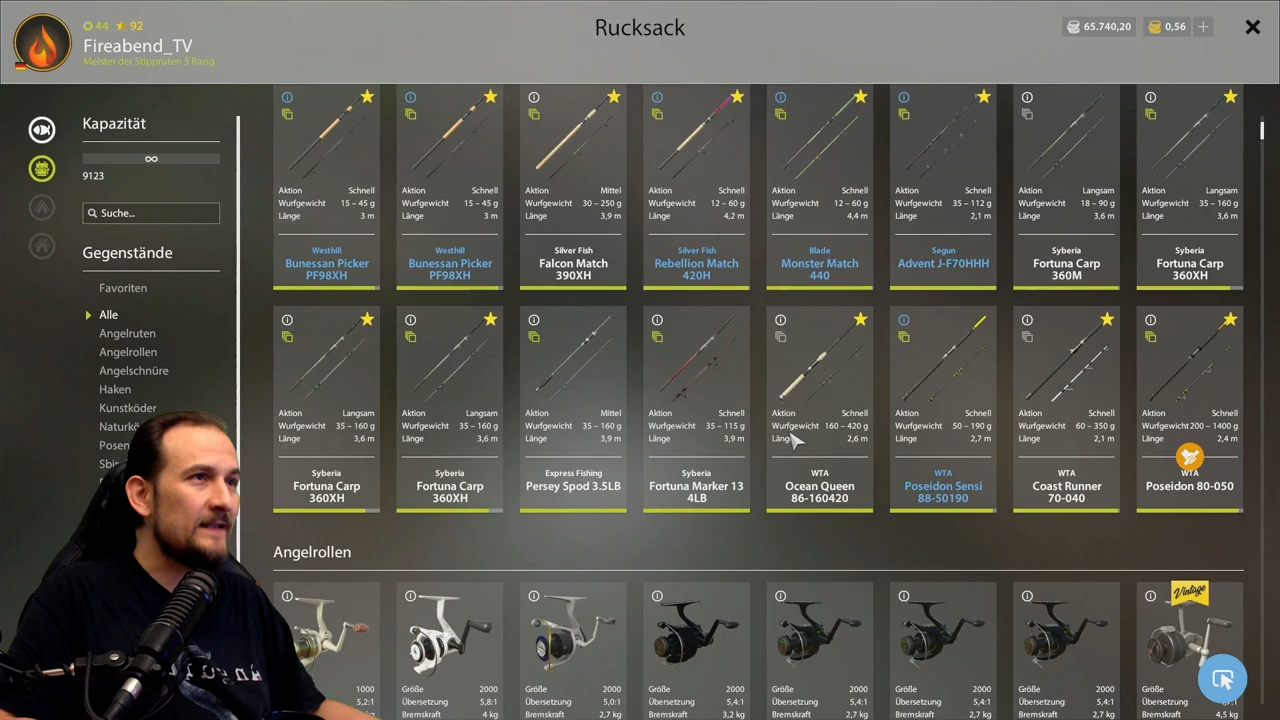 44 92
Rucksack
65.740,20 0,56 +
Fireabend_TV
Meister der Stippruten 5 Rang
Kapazität
∞
9123
Suche...
Gegenstände
Favoriten
Alle
Angelruten
Angelrollen
Angelschnüre
Haken
Kunstköder
Posen
Aktion Schnell
Wurfgewicht 15 – 45 g
Länge 3 m
Westhill
Bunessan Picker
PF98XH
Aktion Schnell
Wurfgewicht 15 – 45 g
Länge 3 m
Westhill
Bunessan Picker
PF98XH
Aktion Mittel
Wurfgewicht 30 – 250 g
Länge 3,9 m
Silver Fish
Falcon Match
390XH
Aktion Schnell
Wurfgewicht 12 – 60 g
Länge 4,2 m
Silver Fish
Rebellion Match
420H
Aktion Schnell
Wurfgewicht 12 – 60 g
Länge 4,4 m
Blade
Monster Match
440
Aktion Schnell
Wurfgewicht 35 – 112 g
Länge 2,1 m
Segun
Advent J-F70HHH
Aktion Langsam
Wurfgewicht 18 – 90 g
Länge 3,6 m
Syberia
Fortuna Carp
360M
Aktion Langsam
Wurfgewicht 35 – 160 g
Länge 3,6 m
Syberia
Fortuna Carp
360XH
Aktion Langsam
Wurfgewicht 35 – 160 g
Länge 3,6 m
Syberia
Fortuna Carp
360XH
Aktion Langsam
Wurfgewicht 35 – 160 g
Länge 3,6 m
Syberia
Fortuna Carp
360XH
Aktion Mittel
Wurfgewicht 35 – 160 g
Länge 3,9 m
Express Fishing
Persey Spod 3.5LB
Aktion Schnell
Wurfgewicht 35 – 115 g
Länge 3,9 m
Syberia
Fortuna Marker 13
4LB
Aktion Schnell
Wurfgewicht 160 – 420 g
Länge 2,6 m
WTA
Ocean Queen
86-160420
Aktion Schnell
Wurfgewicht 50 – 190 g
Länge 2,7 m
WTA
Poseidon Sensi
88-50190
Aktion Schnell
Wurfgewicht 60 – 350 g
Länge 2,1 m
WTA
Coast Runner
70-040
Aktion Schnell
Wurfgewicht 200 – 1400 g
Länge 2,4 m
WTA
Poseidon 80-050
Angelrollen
1000
5,2:1
Größe 2000
Übersetzung 5,8:1
Bremskraft 4 kg
Größe 2000
Übersetzung 5,0:1
Bremskraft 2,7 kg
Größe 2000
Übersetzung 5,4:1
Bremskraft 3,2 kg
Größe 2000
Übersetzung 5,4:1
Bremskraft 2,7 kg
Größe 2000
Übersetzung 5,4:1
Bremskraft 2,7 kg
Größe 2000
Übersetzung 5,4:1
Bremskraft 2,7 kg
Vintage
Größe
Übersetzung
Bremskraft 4,5 kg